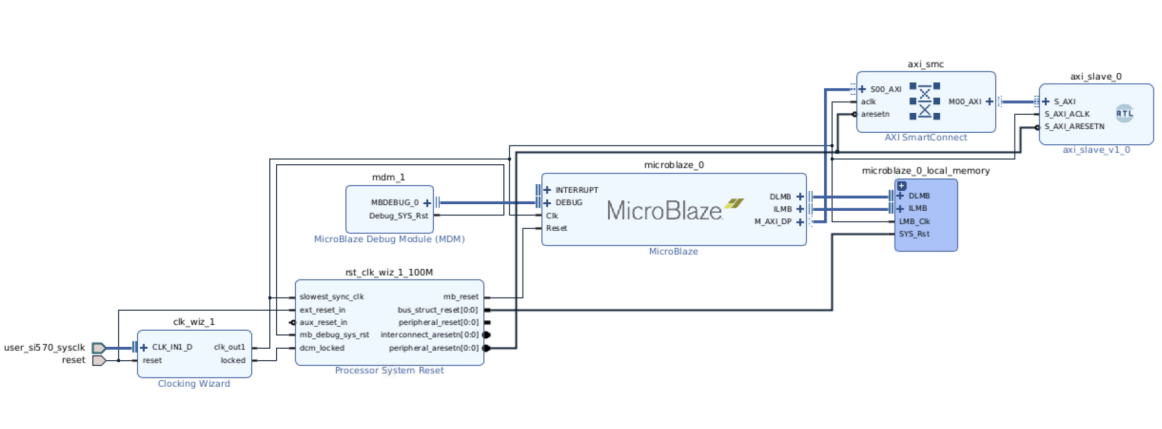 axi_smc
S00_AXI
aclk
aresetn
M00_AXI
AXI SmartConnect
axi_slave_0
S_AXI
S_AXI_ACLK
S_AXI_ARESETN
RTL
axi_slave_v1_0
microblaze_0
INTERRUPT
DEBUG
Clk
Reset
MicroBlaze
DLMB
ILMB
M_AXI_DP
MicroBlaze
microblaze_0_local_memory
DLMB
ILMB
LMB_Clk
SYS_Rst
mdm_1
MBDEBUG_0
Debug_SYS_Rst
MicroBlaze Debug Module (MDM)
rst_clk_wiz_1_100M
slowest_sync_clk
ext_reset_in
aux_reset_in
mb_debug_sys_rst
dcm_locked
mb_reset
bus_struct_reset[0:0]
peripheral_reset[0:0]
interconnect_aresetn[0:0]
peripheral_aresetn[0:0]
Processor System Reset
clk_wiz_1
CLK_IN1_D
reset
clk_out1
locked
Clocking Wizard
user_si570_sysclk
reset